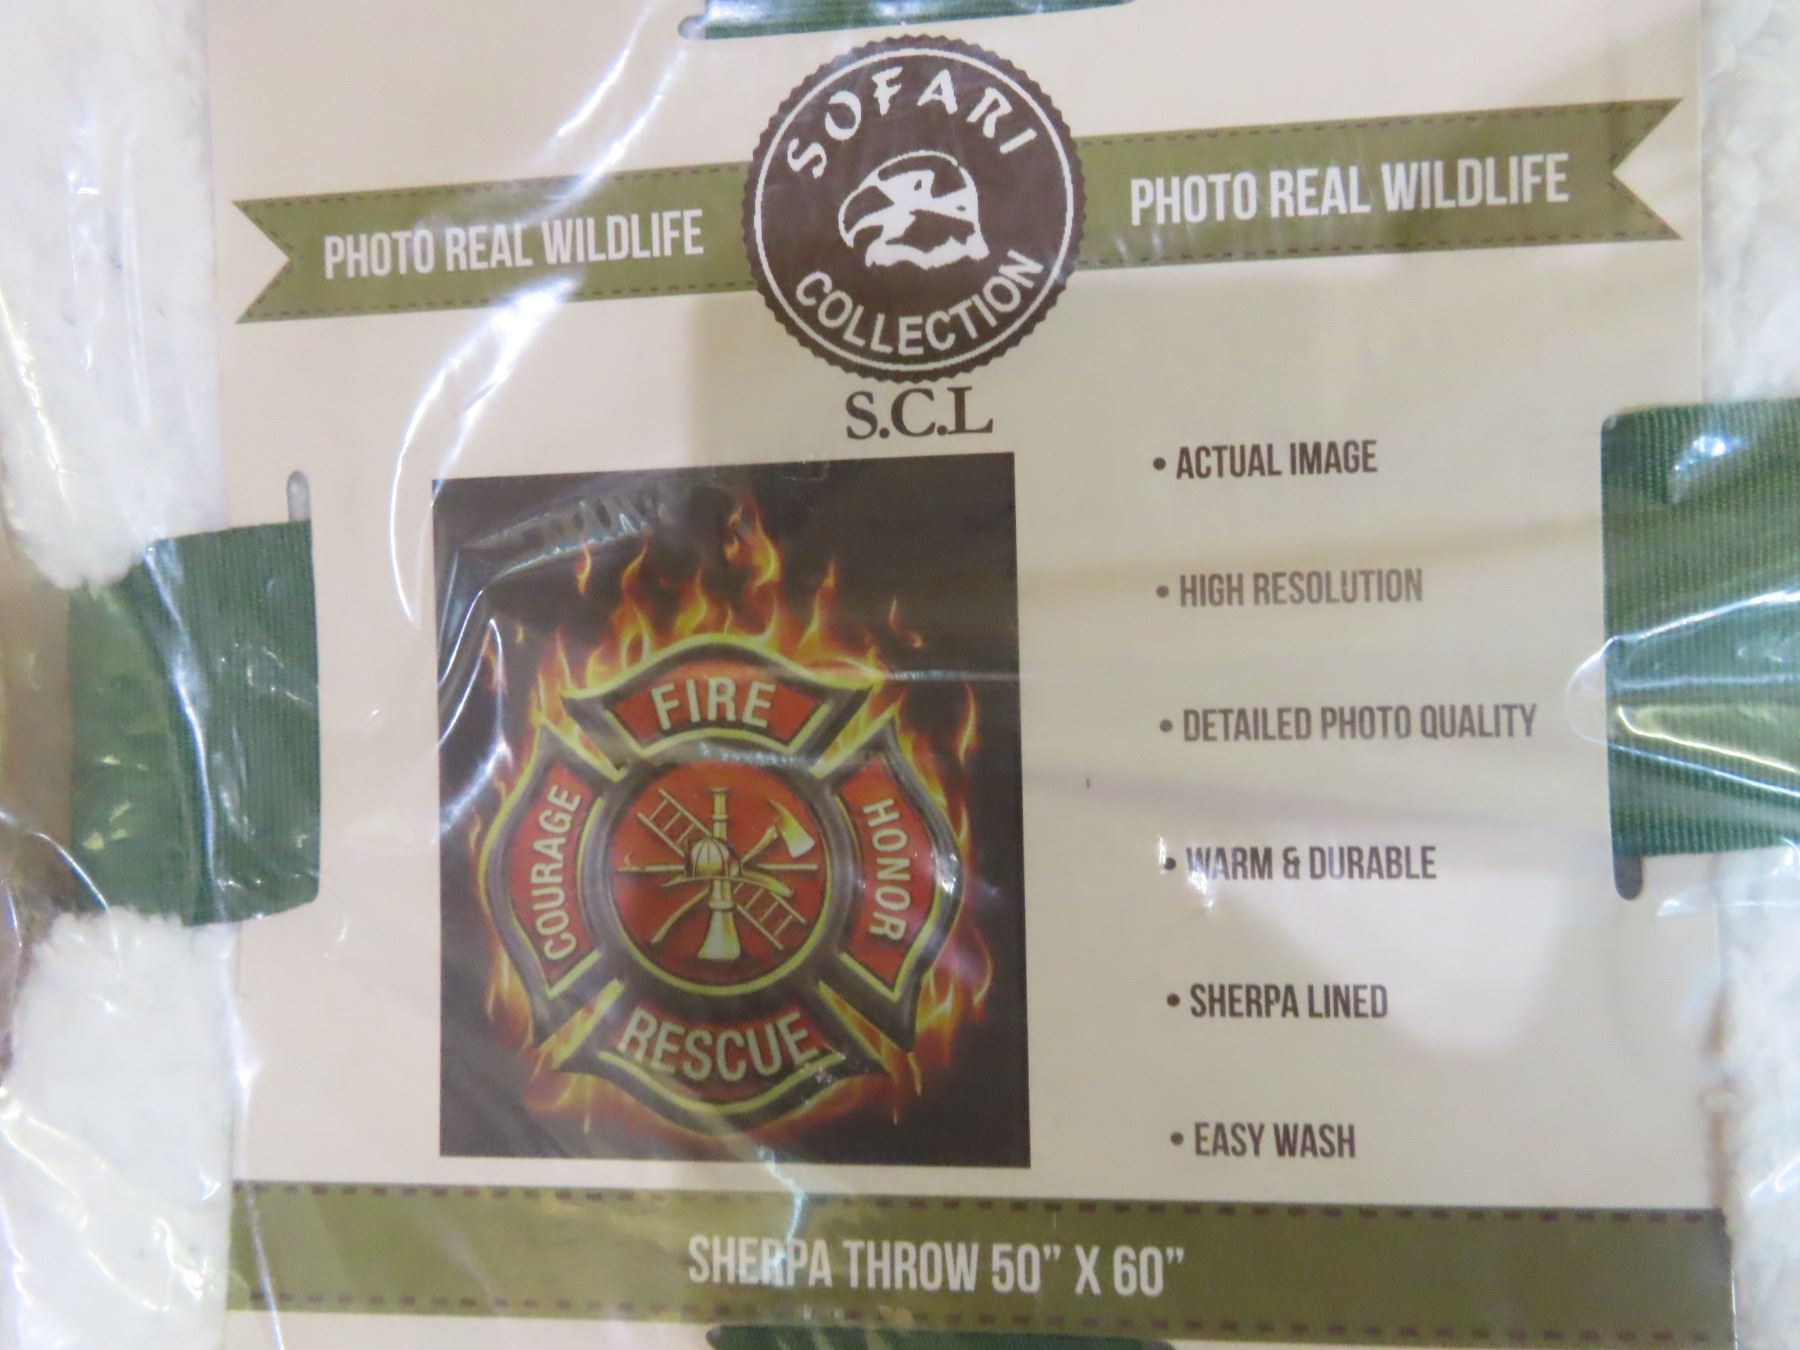 SOFARI
COLLECTION
PHOTO REAL WILDLIFE
PHOTO REAL WILDLIFE
S.C.L
FIRE
COURAGE
HONOR
RESCUE
• ACTUAL IMAGE
• HIGH RESOLUTION
• DETAILED PHOTO QUALITY
• WARM & DURABLE
• SHERPA LINED
• EASY WASH
SHERPA THROW 50” X 60”